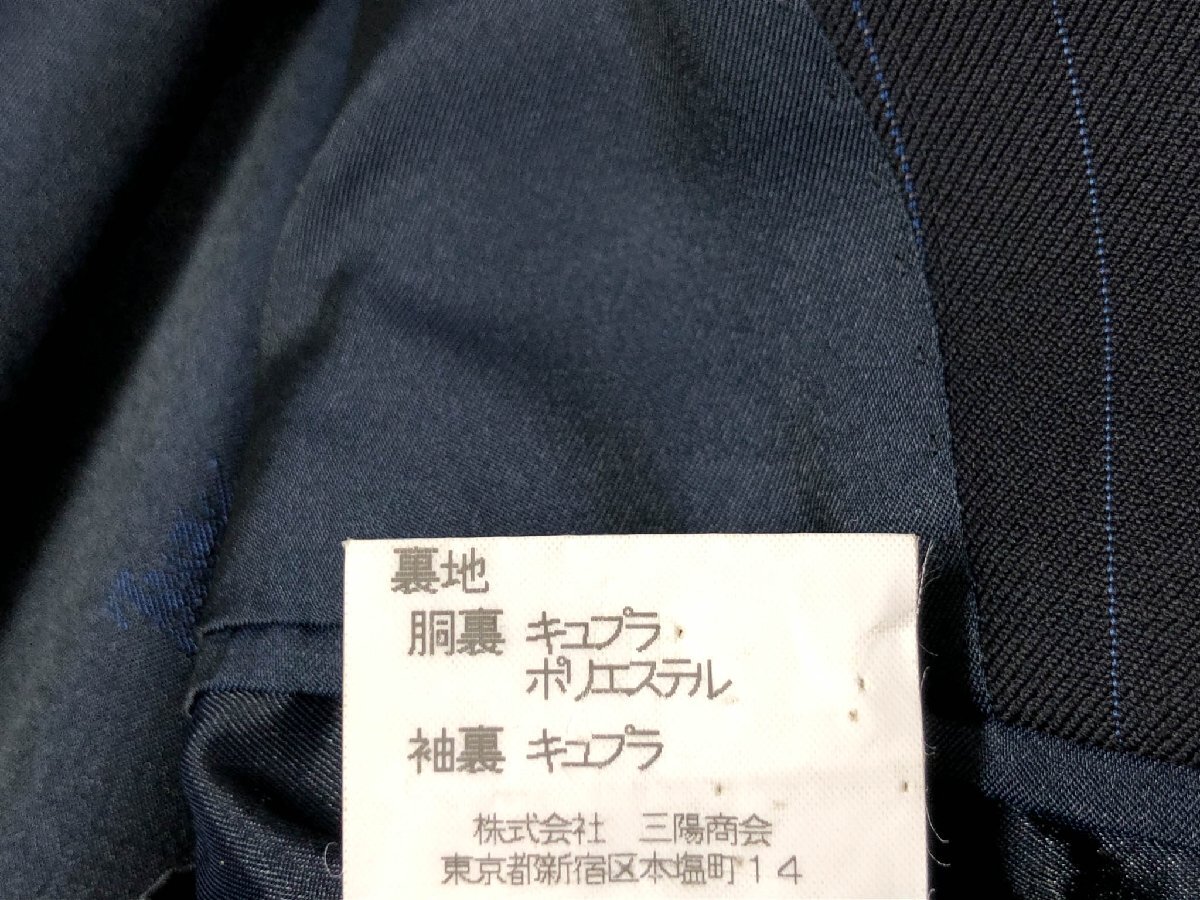 裏地
胴裏 キュプラ
ポリエステル
袖裏 キュプラ
株式会社 三陽商会
東京都新宿区本塩町14